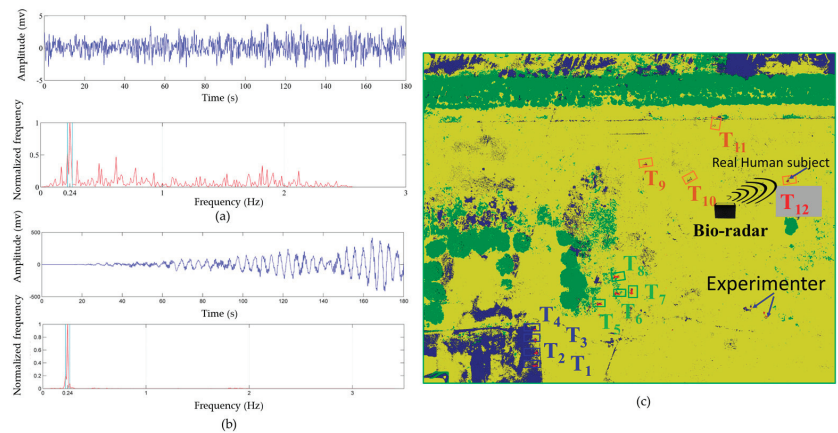 Amplitude (mv)
5
0
-5
0 20 40 60 80 100 120 140 160 180
Time (s)
Normalized frequency
1
0.5
0
0 0.24 1 2 3
Frequency (Hz)
(a)
Amplitude (mv)
500
0
-500
0 20 40 60 80 100 120 140 160 180
Time (s)
Normalized frequency
1
0.8
0.6
0.4
0.2
0
0 0.24 1 2 3
Frequency (Hz)
(b)
T11
Real Human subject
T9
T10
T12
Bio-radar
T8
T7
T6
T5
Experimenter
T4
T3
T2
T1
(c)